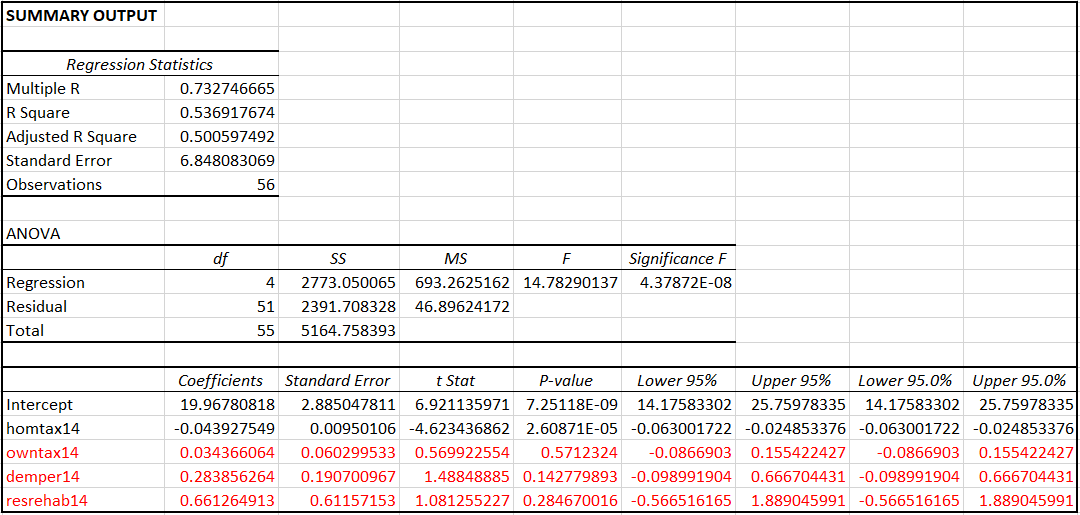 SUMMARY OUTPUT
Regression Statistics
Multiple R 0.732746665
R Square 0.536917674
Adjusted R Square 0.500597492
Standard Error 6.848083069
Observations 56
ANOVA
df SS MS F Significance F
Regression 4 2773.050065 693.2625162 14.78290137 4.37872E-08
Residual 51 2391.708328 46.89624172
Total 55 5164.758393
Coefficients Standard Error t Stat P-value Lower 95% Upper 95% Lower 95.0% Upper 95.0%
Intercept 19.96780818 2.885047811 6.921135971 7.25118E-09 14.17583302 25.75978335 14.17583302 25.75978335
homtax14 -0.043927549 0.00950106 -4.623436862 2.60871E-05 -0.063001722 -0.024853376 -0.063001722 -0.024853376
owntax14 0.034366064 0.060299533 0.569922554 0.5712324 -0.0866903 0.155422427 -0.0866903 0.155422427
demper14 0.283856264 0.190700967 1.48848885 0.142779893 -0.098991904 0.666704431 -0.098991904 0.666704431
resrehab14 0.661264913 0.61157153 1.081255227 0.284670016 -0.566516165 1.889045991 -0.566516165 1.889045991